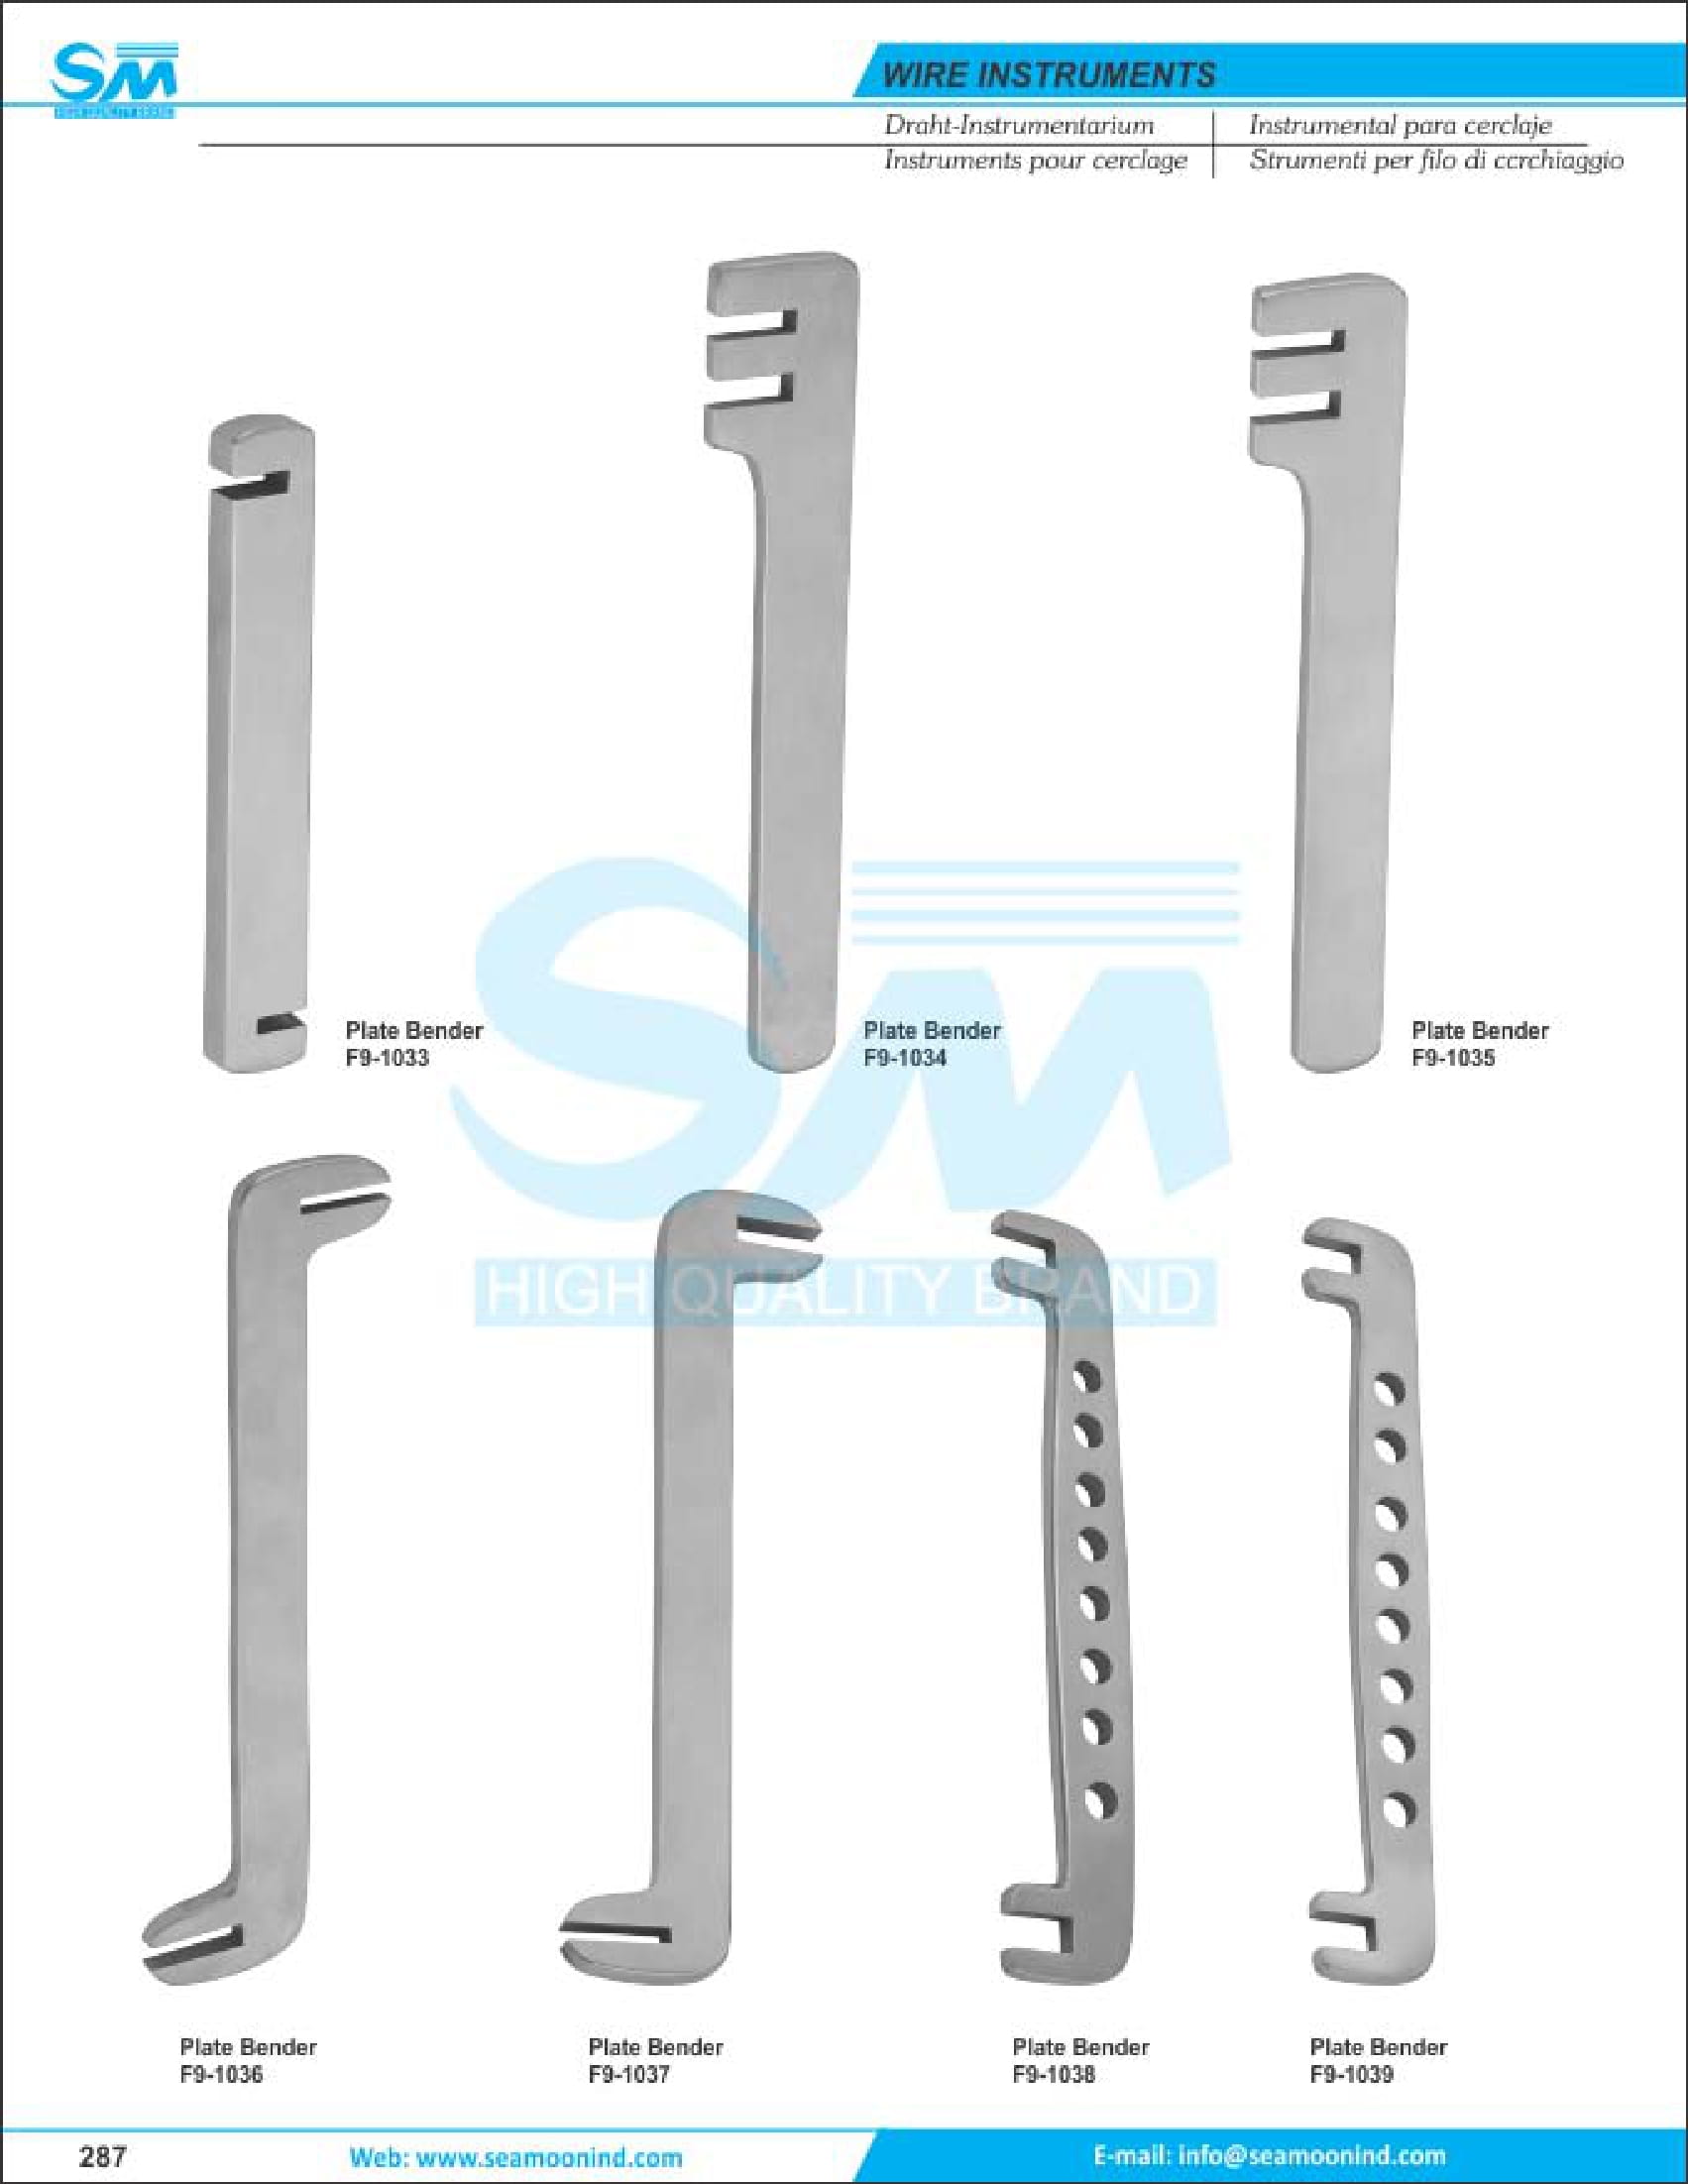 SM
WIRE INSTRUMENTS
Draht-Instrumentarium
Instrumental para cerclaje
Instruments pour cerclage
Strumenti per filo di ccrchiaggio
Plate Bender
F9-1033
Plate Bender
F9-1034
Plate Bender
F9-1035
SM
HIGH QUALITY BRAND
Plate Bender
F9-1036
Plate Bender
F9-1037
Plate Bender
F9-1038
Plate Bender
F9-1039
287
Web: www.seamoonind.com
E-mail: info@seamoonind.com